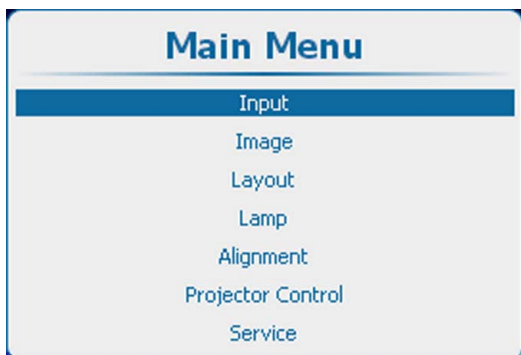 Main Menu
Input
Image
Layout
Lamp
Alignment
Projector Control
Service